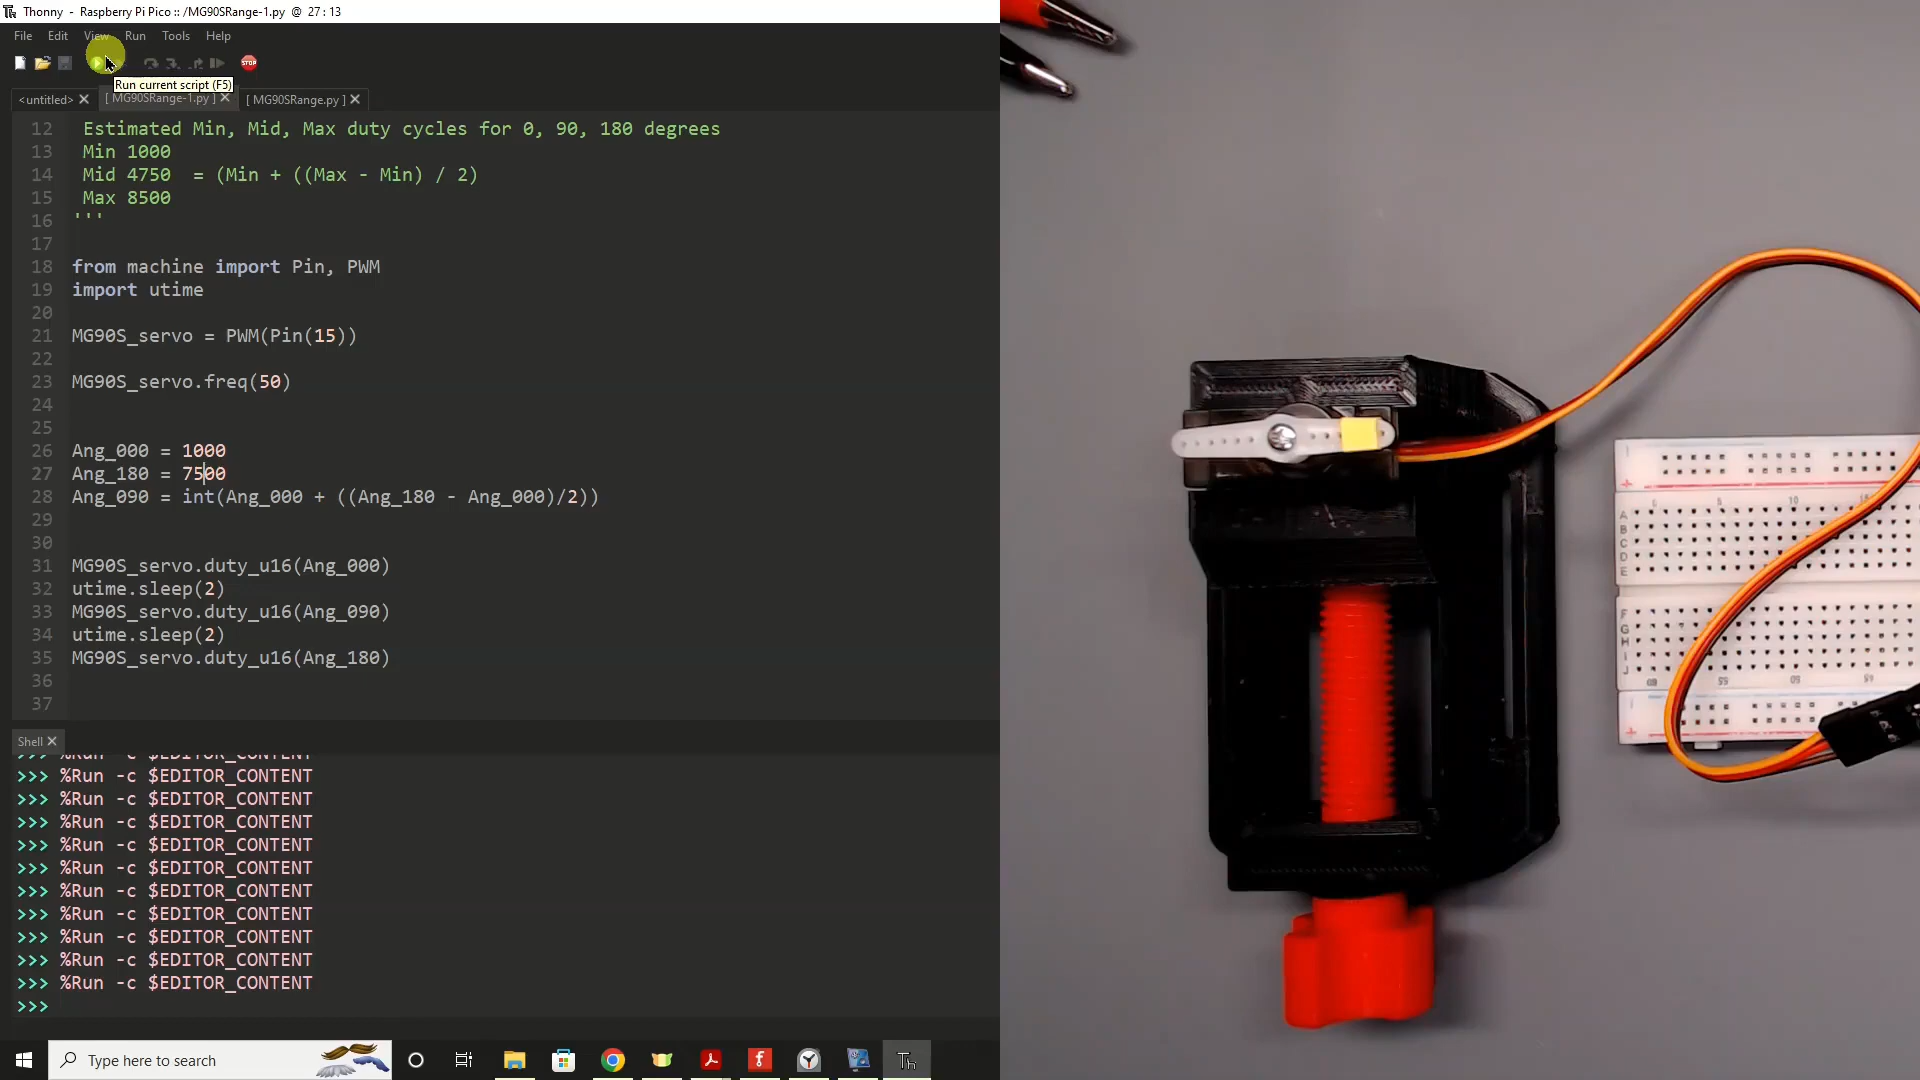 Thonny - Raspberry Pi Pico :: /MG90SRange-1.py @ 27 : 13
File Edit View Run Tools Help
STOP
Run current script (F5)
<untitled> [ MG90SRange-1.py ] [ MG90SRange.py ]
12 Estimated Min, Mid, Max duty cycles for 0, 90, 180 degrees
13 Min 1000
14 Mid 4750 = (Min + ((Max - Min) / 2)
15 Max 8500
16 '''
17
18 from machine import Pin, PWM
19 import utime
20
21 MG90S_servo = PWM(Pin(15))
22
23 MG90S_servo.freq(50)
24
25
26 Ang_000 = 1000
27 Ang_180 = 7500
28 Ang_090 = int(Ang_000 + ((Ang_180 - Ang_000)/2))
29
30
31 MG90S_servo.duty_u16(Ang_000)
32 utime.sleep(2)
33 MG90S_servo.duty_u16(Ang_090)
34 utime.sleep(2)
35 MG90S_servo.duty_u16(Ang_180)
36
37
Shell
>>> %Run -c $EDITOR_CONTENT
>>> %Run -c $EDITOR_CONTENT
>>> %Run -c $EDITOR_CONTENT
>>> %Run -c $EDITOR_CONTENT
>>> %Run -c $EDITOR_CONTENT
>>> %Run -c $EDITOR_CONTENT
>>> %Run -c $EDITOR_CONTENT
>>> %Run -c $EDITOR_CONTENT
>>> %Run -c $EDITOR_CONTENT
>>> %Run -c $EDITOR_CONTENT
>>> %Run -c $EDITOR_CONTENT
>>>
Type here to search
Th